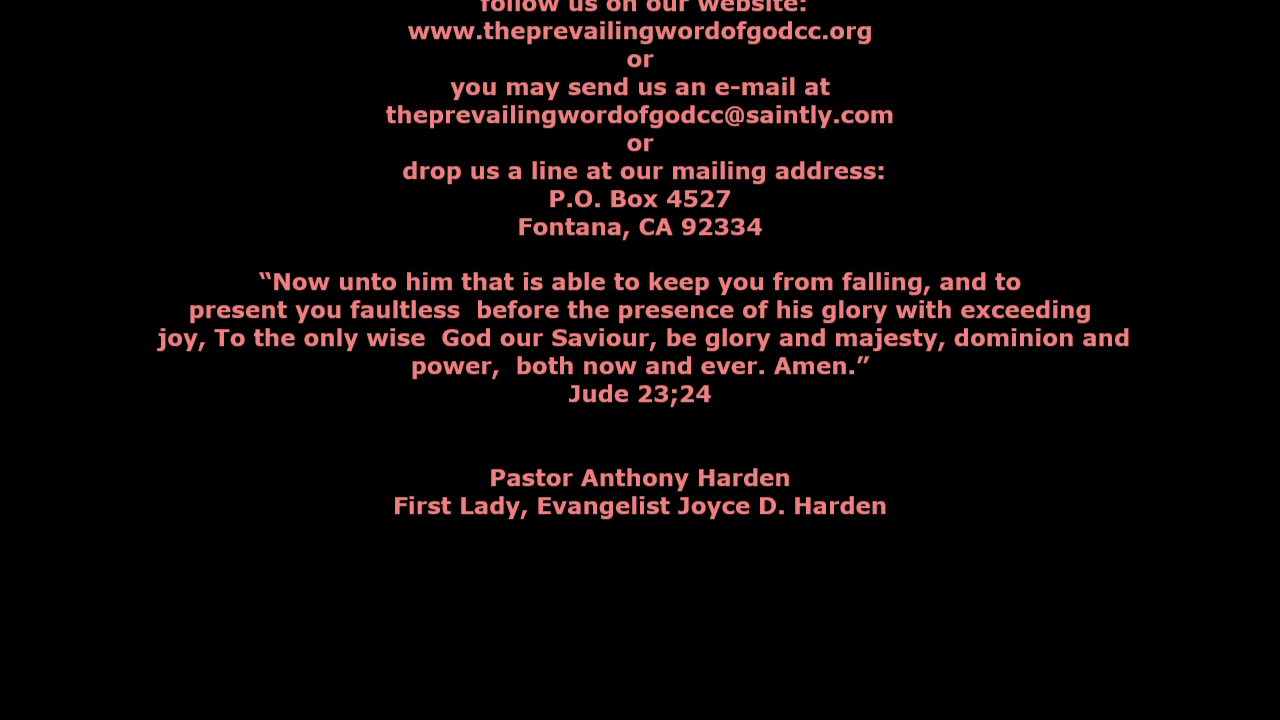 follow us on our website:
www.theprevailingwordofgodcc.org
or
you may send us an e-mail at
theprevailingwordofgodcc@saintly.com
or
drop us a line at our mailing address:
P.O. Box 4527
Fontana, CA 92334
“Now unto him that is able to keep you from falling, and to
present you faultless  before the presence of his glory with exceeding
joy, To the only wise  God our Saviour, be glory and majesty, dominion and
power,  both now and ever. Amen.”
Jude 23;24
Pastor Anthony Harden
First Lady, Evangelist Joyce D. Harden